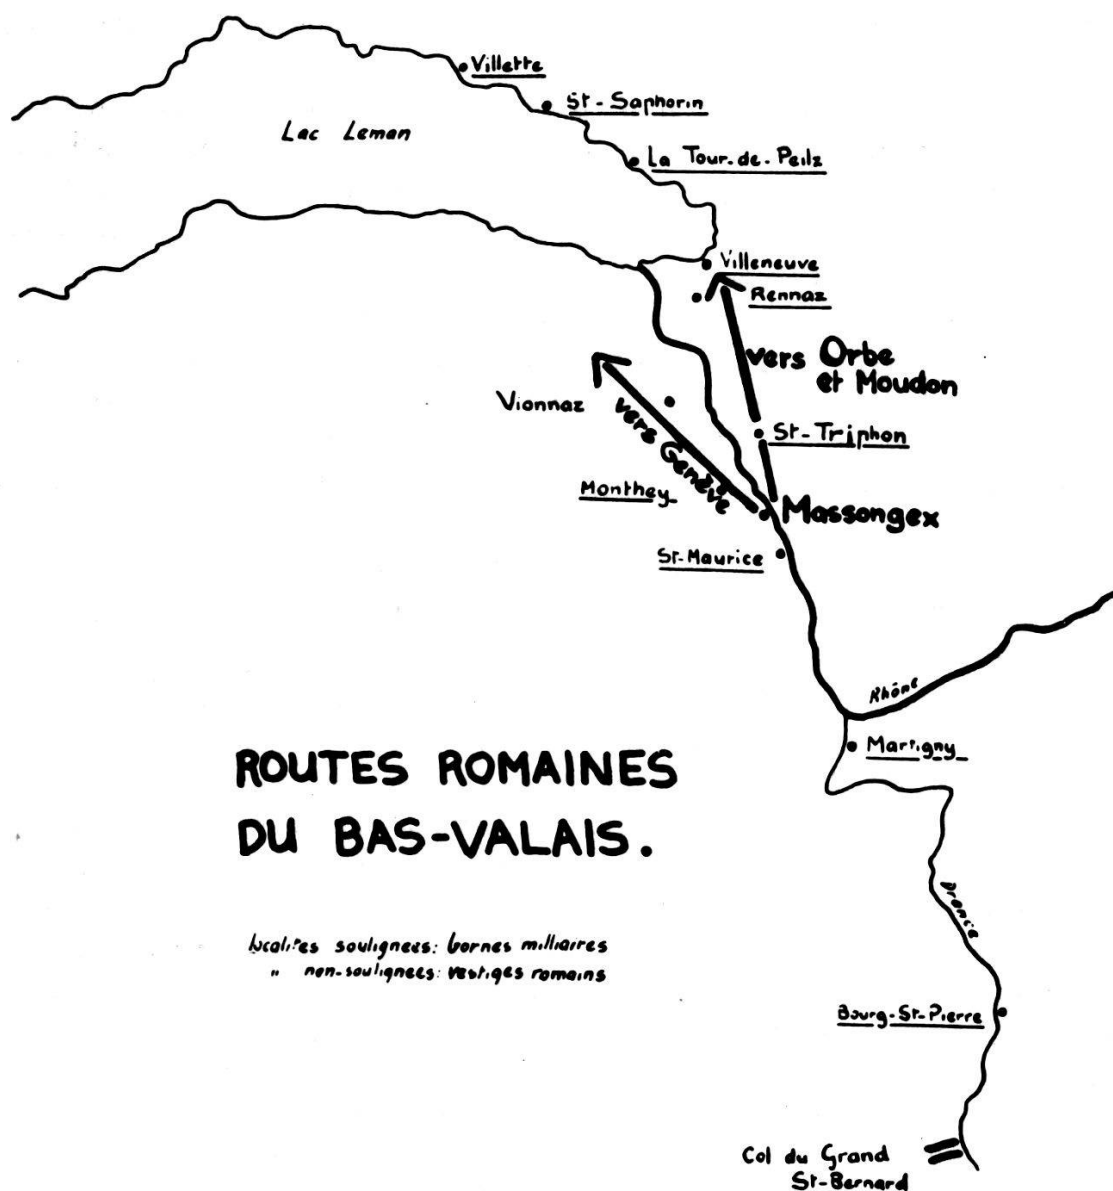 Villette
St-Saphorin
Lac Leman
La Tour-de-Peilz
Villeneuve
Rennaz
vers Orbe
et Moudon
Vionnaz
vers Genève
St-Triphon
Monthey
Massongex
St-Maurice
Rhône
Martigny
ROUTES ROMAINES
DU BAS-VALAIS.
Drance
localites soulignees: bornes milliaires
" non-soulignees: vestiges romains
Bourg-St-Pierre
Col du Grand
St-Bernard